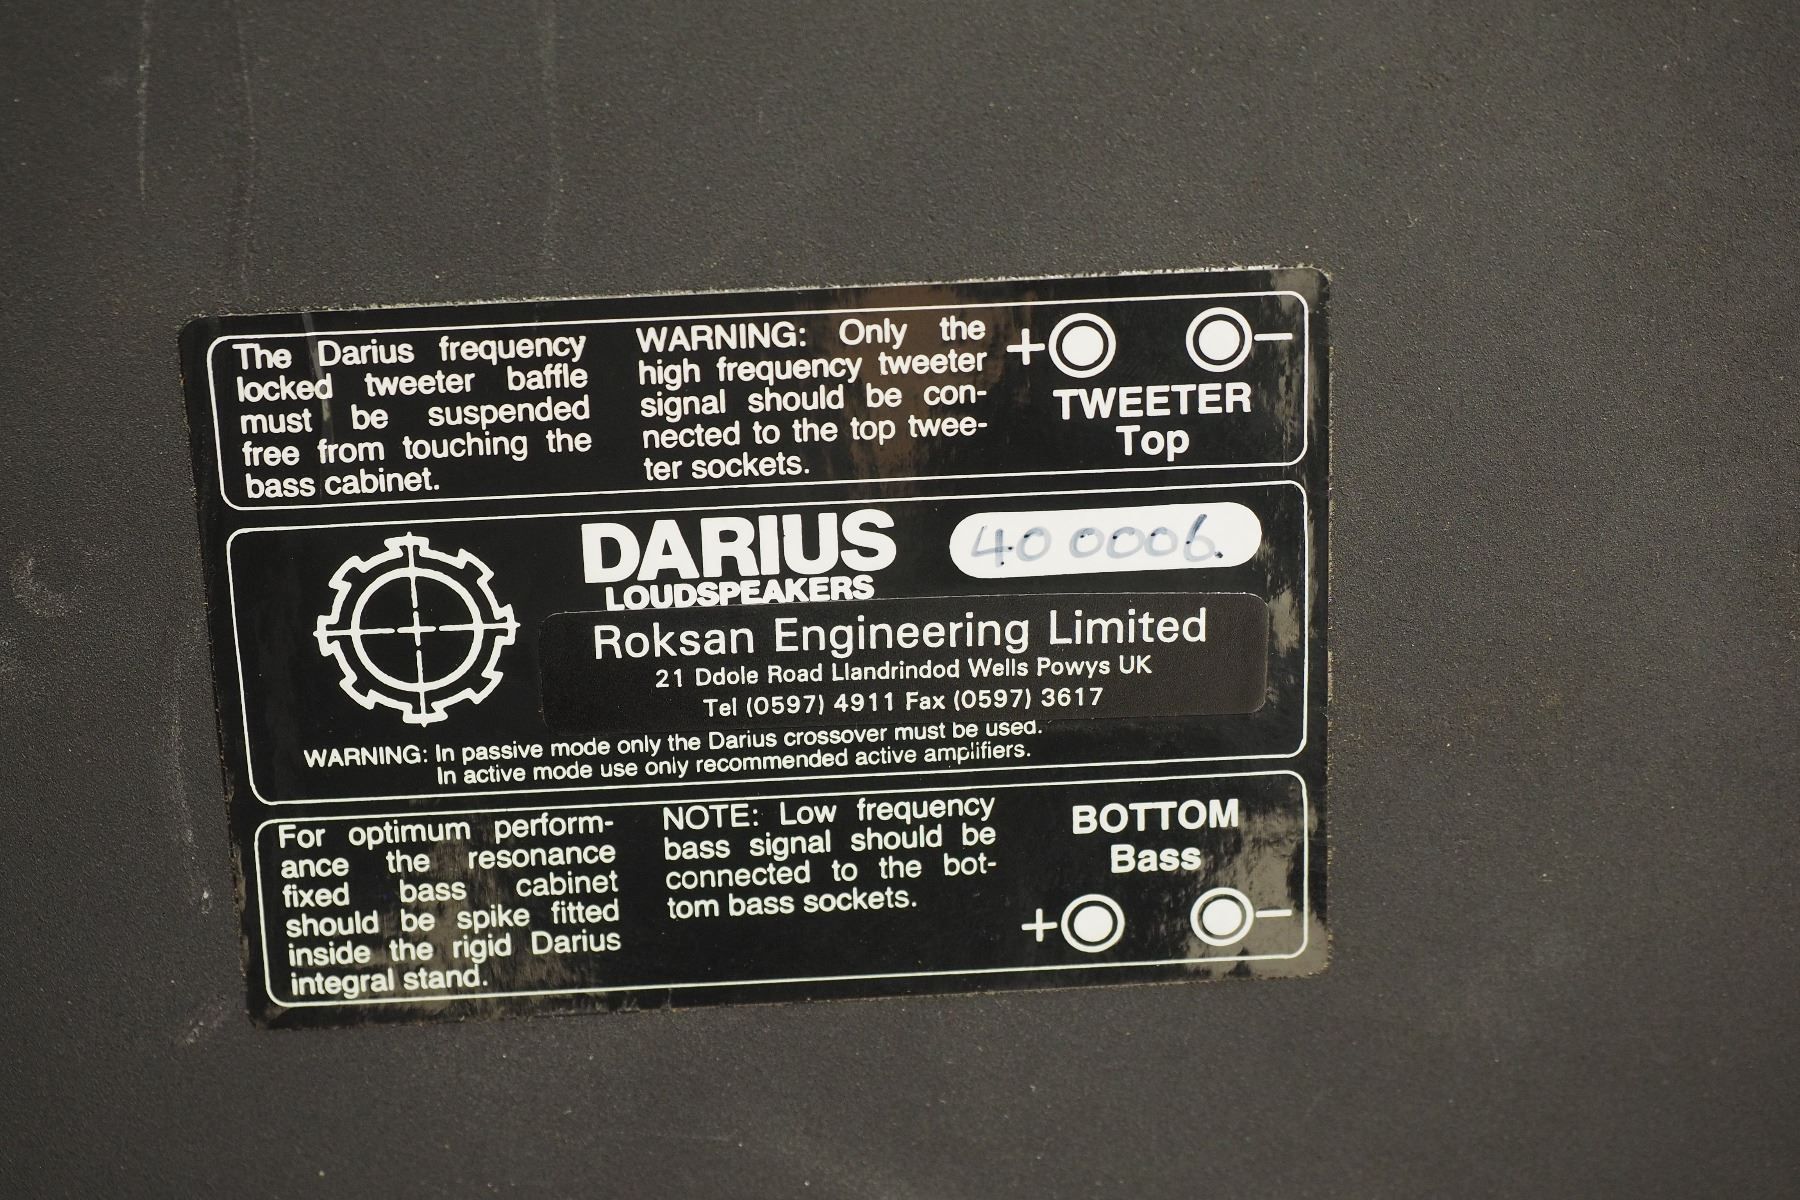 The Darius frequency
locked tweeter baffle
must be suspended
free from touching the
bass cabinet.
WARNING: Only the
high frequency tweeter
signal should be con-
nected to the top twee-
ter sockets.
+ −
TWEETER
Top
DARIUS
LOUDSPEAKERS
40 0006.
Roksan Engineering Limited
21 Ddole Road Llandrindod Wells Powys UK
Tel (0597) 4911 Fax (0597) 3617
WARNING: In passive mode only the Darius crossover must be used.
In active mode use only recommended active amplifiers.
For optimum perform-
ance the resonance
fixed bass cabinet
should be spike fitted
inside the rigid Darius
integral stand.
NOTE: Low frequency
bass signal should be
connected to the bot-
tom bass sockets.
BOTTOM
Bass
+ −